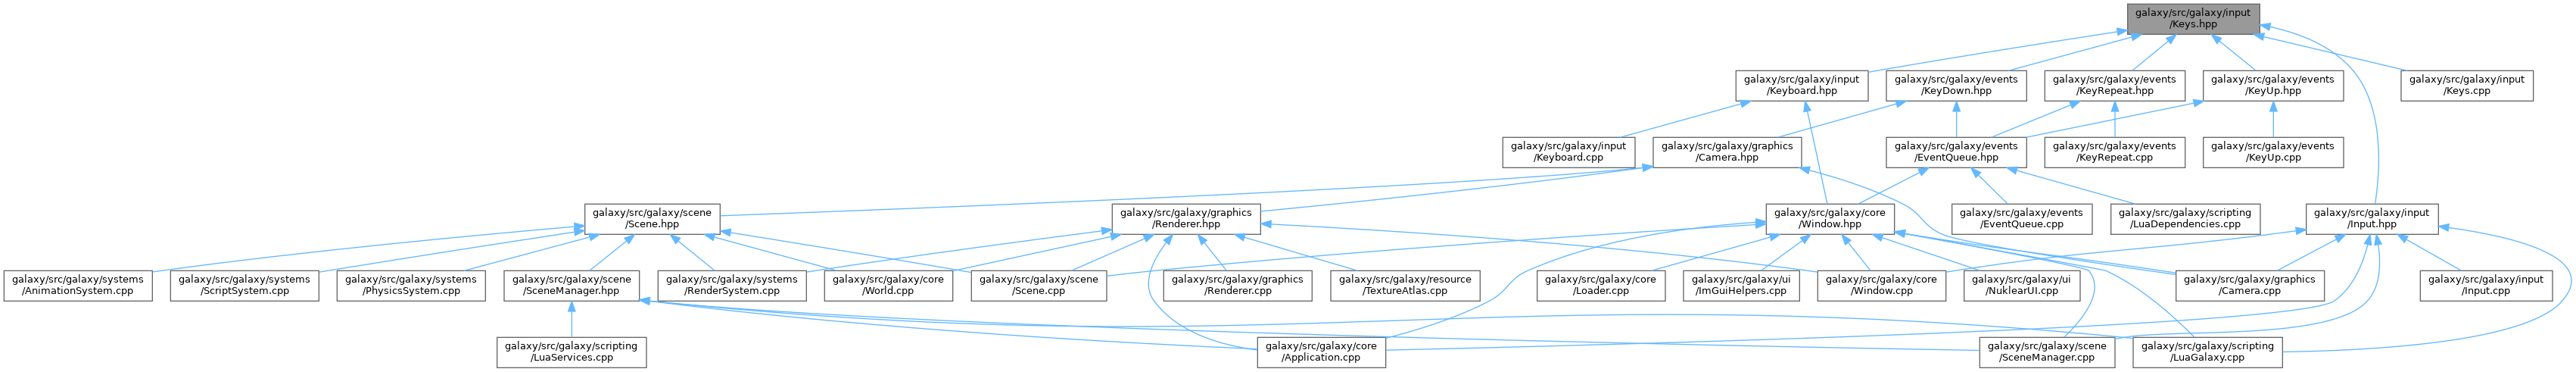 galaxy/src/galaxy/input
/Keys.hpp
galaxy/src/galaxy/input
/Keyboard.hpp
galaxy/src/galaxy/events
/KeyDown.hpp
galaxy/src/galaxy/events
/KeyRepeat.hpp
galaxy/src/galaxy/events
/KeyUp.hpp
galaxy/src/galaxy/input
/Keys.cpp
galaxy/src/galaxy/input
/Keyboard.cpp
galaxy/src/galaxy/graphics
/Camera.hpp
galaxy/src/galaxy/events
/EventQueue.hpp
galaxy/src/galaxy/events
/KeyRepeat.cpp
galaxy/src/galaxy/events
/KeyUp.cpp
galaxy/src/galaxy/scene
/Scene.hpp
galaxy/src/galaxy/graphics
/Renderer.hpp
galaxy/src/galaxy/core
/Window.hpp
galaxy/src/galaxy/events
/EventQueue.cpp
galaxy/src/galaxy/scripting
/LuaDependencies.cpp
galaxy/src/galaxy/input
/Input.hpp
galaxy/src/galaxy/systems
/AnimationSystem.cpp
galaxy/src/galaxy/systems
/ScriptSystem.cpp
galaxy/src/galaxy/systems
/PhysicsSystem.cpp
galaxy/src/galaxy/scene
/SceneManager.hpp
galaxy/src/galaxy/systems
/RenderSystem.cpp
galaxy/src/galaxy/core
/World.cpp
galaxy/src/galaxy/scene
/Scene.cpp
galaxy/src/galaxy/graphics
/Renderer.cpp
galaxy/src/galaxy/resource
/TextureAtlas.cpp
galaxy/src/galaxy/core
/Loader.cpp
galaxy/src/galaxy/ui
/ImGuiHelpers.cpp
galaxy/src/galaxy/core
/Window.cpp
galaxy/src/galaxy/ui
/NuklearUI.cpp
galaxy/src/galaxy/graphics
/Camera.cpp
galaxy/src/galaxy/input
/Input.cpp
galaxy/src/galaxy/scripting
/LuaServices.cpp
galaxy/src/galaxy/core
/Application.cpp
galaxy/src/galaxy/scene
/SceneManager.cpp
galaxy/src/galaxy/scripting
/LuaGalaxy.cpp